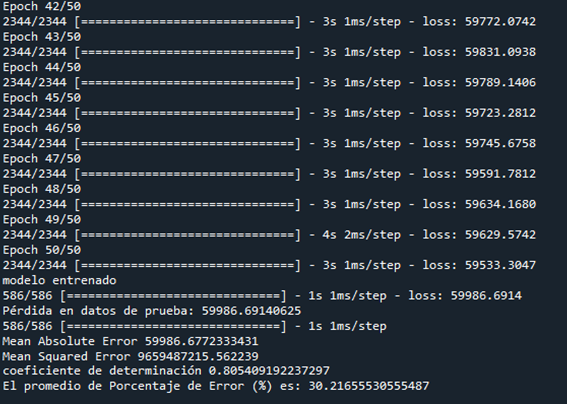 Epoch 42/50
2344/2344 [==============================] - 3s 1ms/step - loss: 59772.0742
Epoch 43/50
2344/2344 [==============================] - 3s 1ms/step - loss: 59831.0938
Epoch 44/50
2344/2344 [==============================] - 3s 1ms/step - loss: 59789.1406
Epoch 45/50
2344/2344 [==============================] - 3s 1ms/step - loss: 59723.2812
Epoch 46/50
2344/2344 [==============================] - 3s 1ms/step - loss: 59745.6758
Epoch 47/50
2344/2344 [==============================] - 3s 1ms/step - loss: 59591.7812
Epoch 48/50
2344/2344 [==============================] - 3s 1ms/step - loss: 59634.1680
Epoch 49/50
2344/2344 [==============================] - 4s 2ms/step - loss: 59629.5742
Epoch 50/50
2344/2344 [==============================] - 3s 1ms/step - loss: 59533.3047
modelo entrenado
586/586 [==============================] - 1s 1ms/step - loss: 59986.6914
Pérdida en datos de prueba: 59986.69140625
586/586 [==============================] - 1s 1ms/step
Mean Absolute Error 59986.6772333431
Mean Squared Error 9659487215.562239
coeficiente de determinación 0.805409192237297
El promedio de Porcentaje de Error (%) es: 30.21655530555487